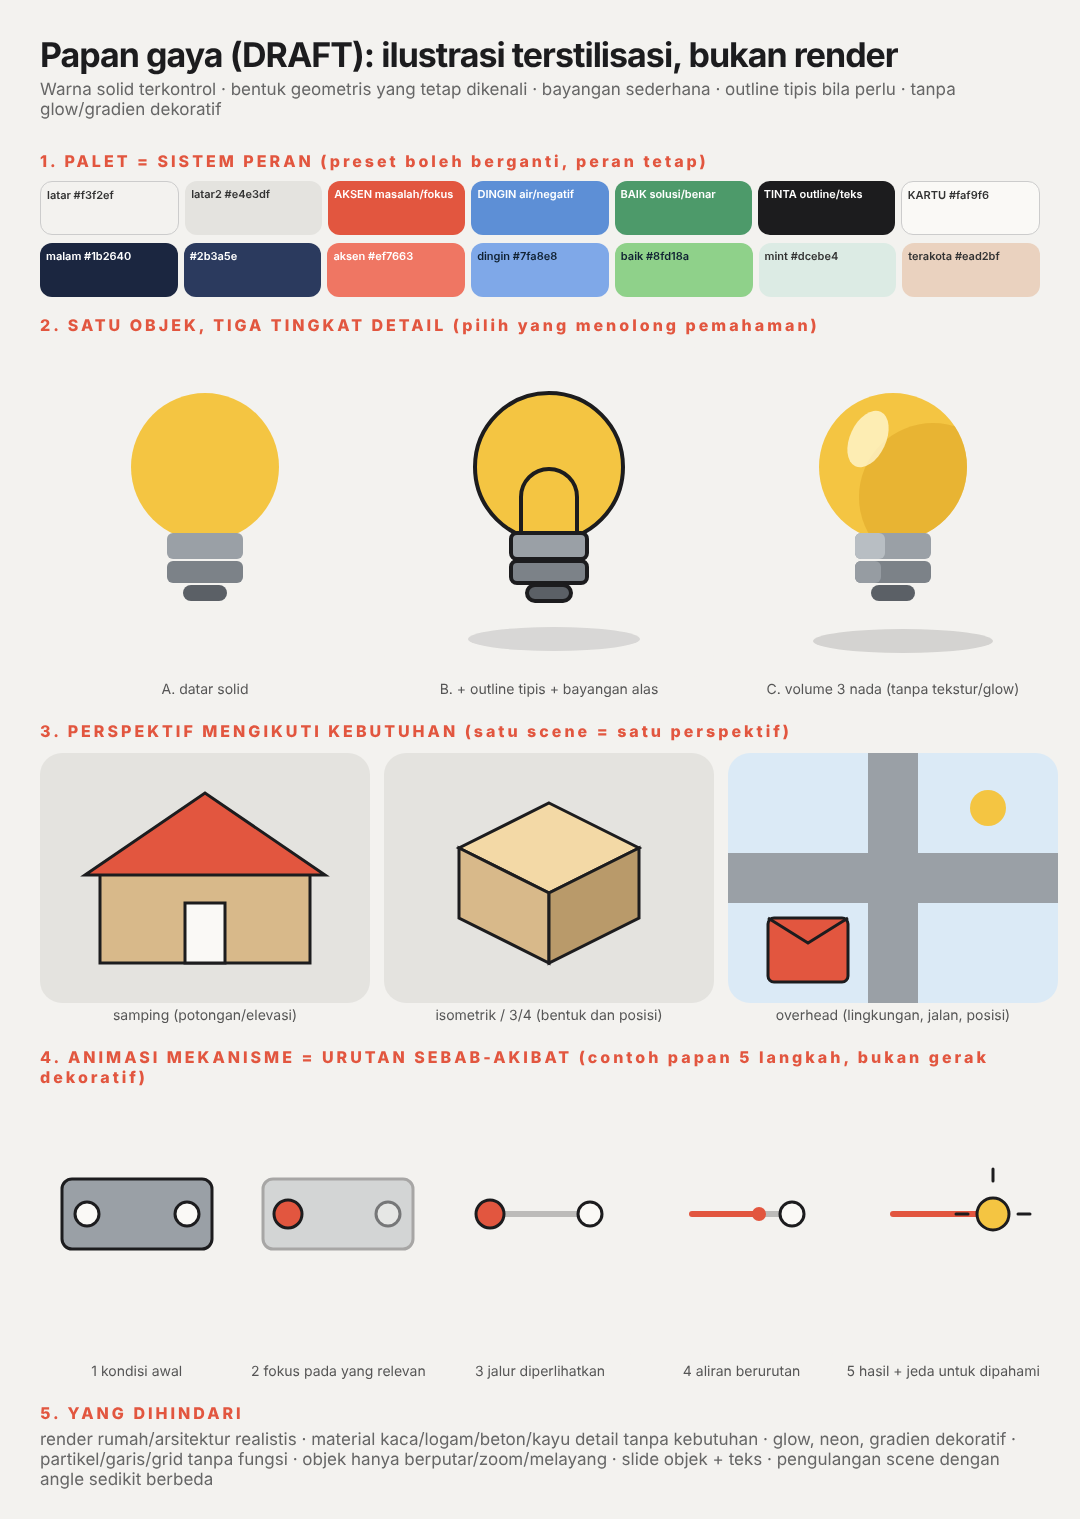 Papan gaya (DRAFT): ilustrasi terstilisasi, bukan render
Warna solid terkontrol · bentuk geometris yang tetap dikenali · bayangan sederhana · outline tipis bila perlu · tanpa
glow/gradien dekoratif
1. PALET = SISTEM PERAN (preset boleh berganti, peran tetap)
latar #f3f2ef
latar2 #e4e3df
AKSEN masalah/fokus
DINGIN air/negatif
BAIK solusi/benar
TINTA outline/teks
KARTU #faf9f6
malam #1b2640
#2b3a5e
aksen #ef7663
dingin #7fa8e8
baik #8fd18a
mint #dcebe4
terakota #ead2bf
2. SATU OBJEK, TIGA TINGKAT DETAIL (pilih yang menolong pemahaman)
A. datar solid
B. + outline tipis + bayangan alas
C. volume 3 nada (tanpa tekstur/glow)
3. PERSPEKTIF MENGIKUTI KEBUTUHAN (satu scene = satu perspektif)
samping (potongan/elevasi)
isometrik / 3/4 (bentuk dan posisi)
overhead (lingkungan, jalan, posisi)
4. ANIMASI MEKANISME = URUTAN SEBAB-AKIBAT (contoh papan 5 langkah, bukan gerak
dekoratif)
1 kondisi awal
2 fokus pada yang relevan
3 jalur diperlihatkan
4 aliran berurutan
5 hasil + jeda untuk dipahami
5. YANG DIHINDARI
render rumah/arsitektur realistis · material kaca/logam/beton/kayu detail tanpa kebutuhan · glow, neon, gradien dekoratif ·
partikel/garis/grid tanpa fungsi · objek hanya berputar/zoom/melayang · slide objek + teks · pengulangan scene dengan
angle sedikit berbeda